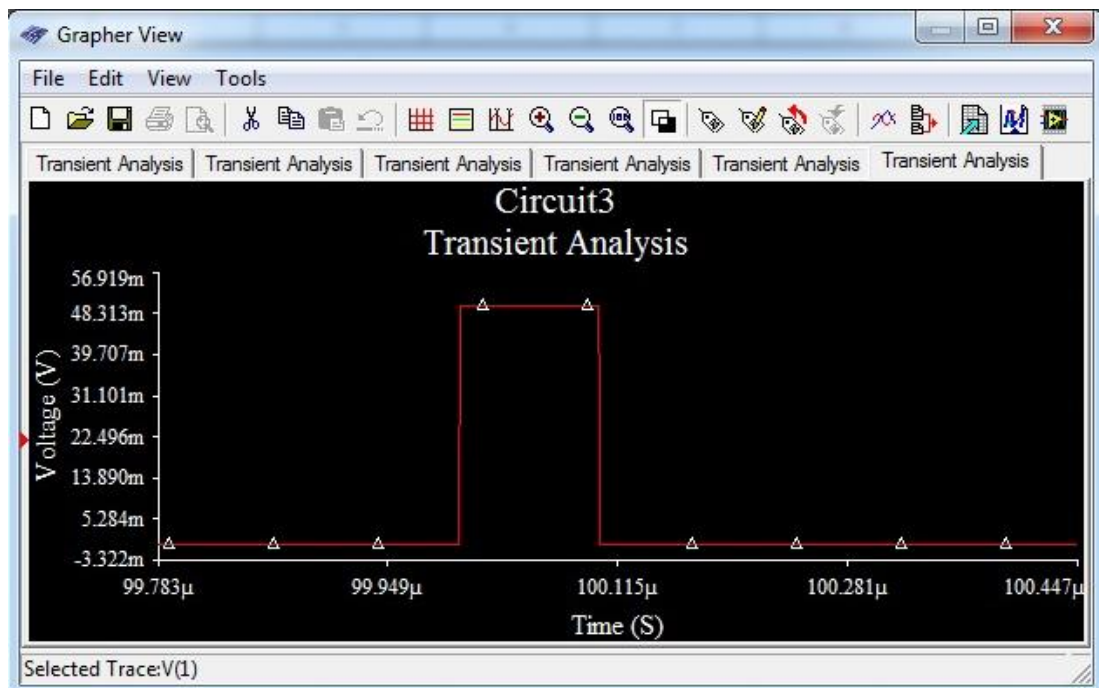 Grapher View
File Edit View Tools
Transient Analysis Transient Analysis Transient Analysis Transient Analysis Transient Analysis Transient Analysis
Circuit3
Transient Analysis
56.919m
48.313m
39.707m
31.101m
22.496m
13.890m
5.284m
-3.322m
Voltage (V)
99.783μ 99.949μ 100.115μ 100.281μ 100.447μ
Time (S)
Selected Trace:V(1)